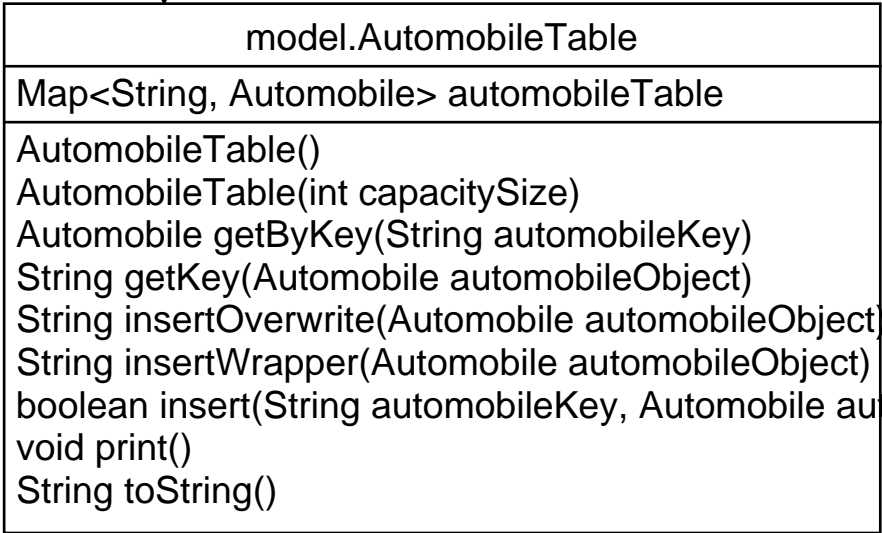 model.AutomobileTable
Map<String, Automobile> automobileTable
AutomobileTable()
AutomobileTable(int capacitySize)
Automobile getByKey(String automobileKey)
String getKey(Automobile automobileObject)
String insertOverwrite(Automobile automobileObject)
String insertWrapper(Automobile automobileObject)
boolean insert(String automobileKey, Automobile
void print()
String toString()